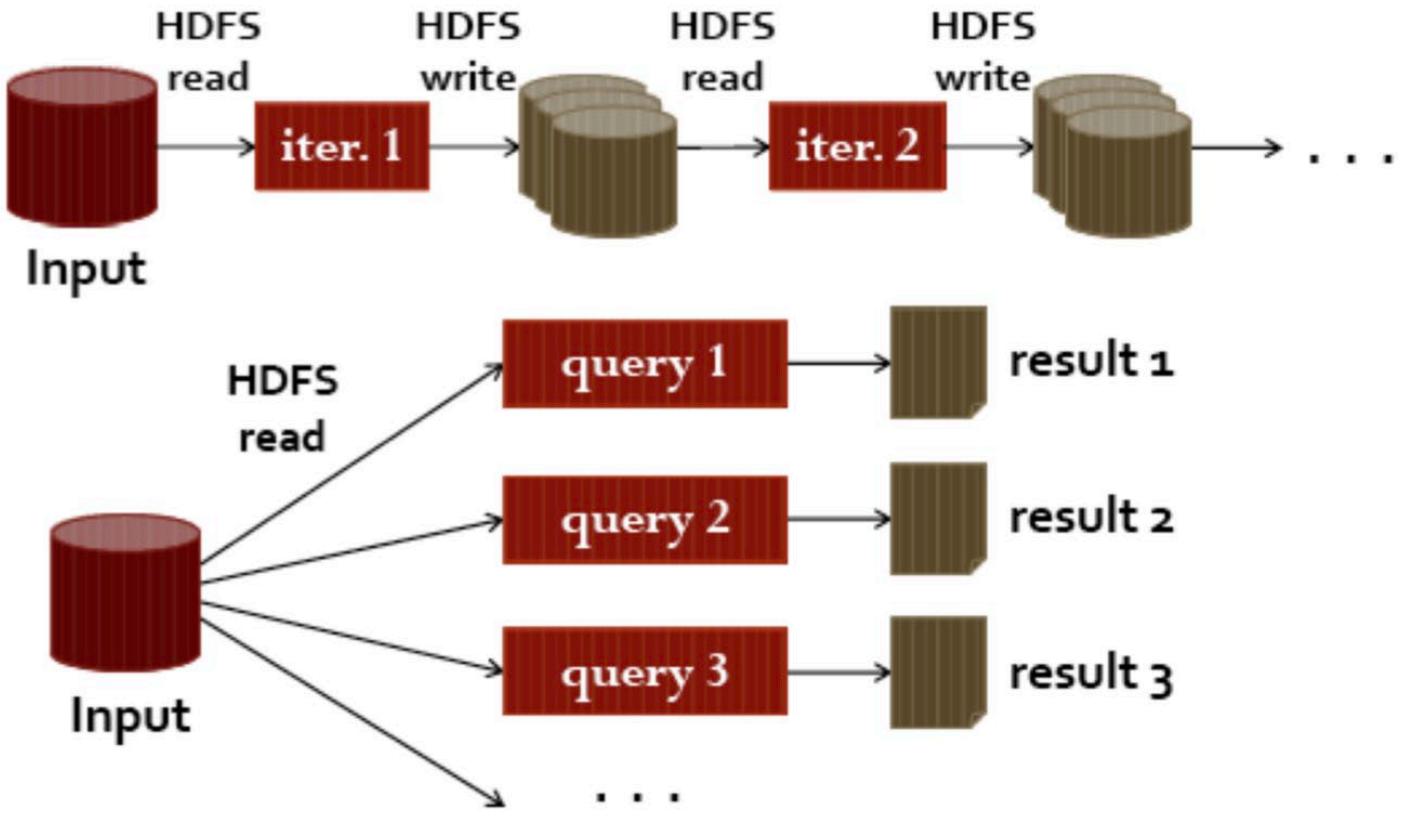 HDFS read
HDFS write
HDFS read
HDFS write
iter. 1
iter. 2
. . .
Input
HDFS read
query 1
result 1
query 2
result 2
query 3
result 3
Input
. . .